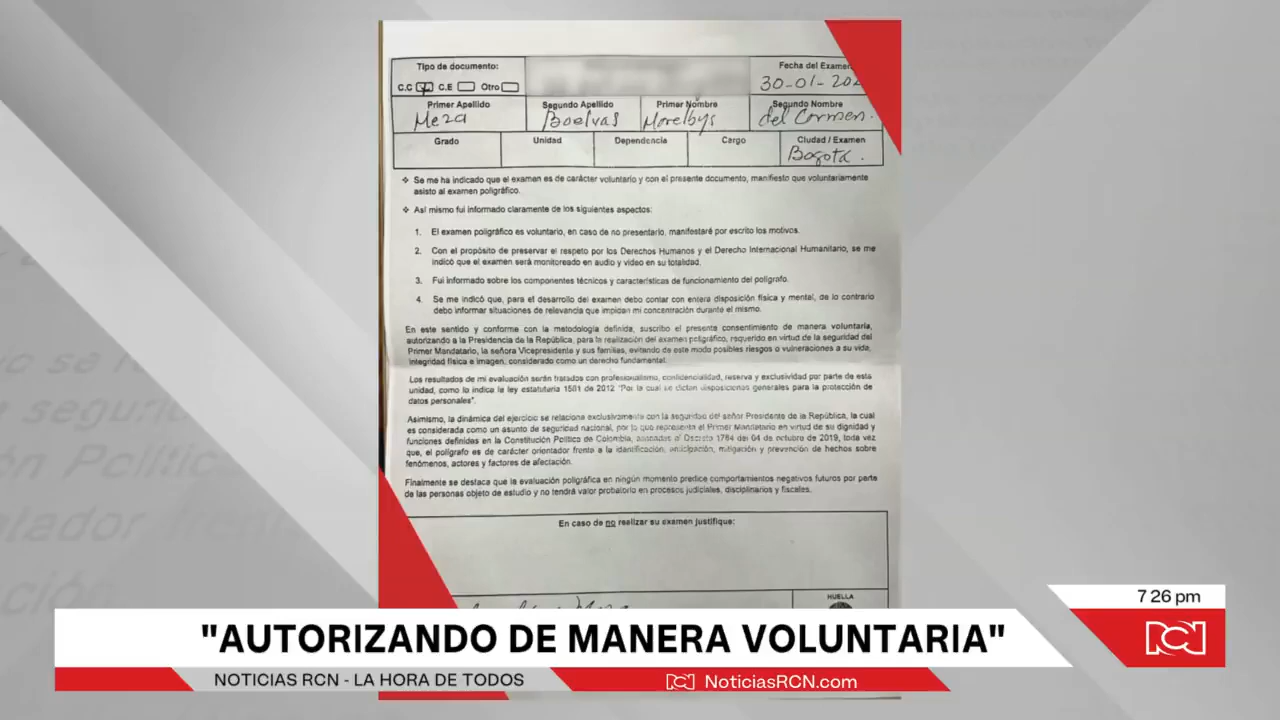 Tipo de documento:
C.C C.E Otro
Fecha del Examen
30-01-202
Primer Apellido Segundo Apellido Primer Nombre Segundo Nombre
Meza Boelvas Morelbys del Carmen.
Grado Unidad Dependencia Cargo Ciudad / Examen
Bogotá.
❖ Se me ha indicado que el examen es de carácter voluntario y con el presente documento, manifiesto que voluntariamente
asisto al examen poligráfico.
❖ Así mismo fui informado claramente de los siguientes aspectos:
1. El examen poligráfico es voluntario, en caso de no presentarlo, manifestaré por escrito los motivos.
2. Con el propósito de preservar el respeto por los Derechos Humanos y el Derecho Internacional Humanitario, se me
indicó que el examen será monitoreado en audio y video en su totalidad.
3. Fui informado sobre los componentes técnicos y características de funcionamiento del polígrafo.
4. Se me indicó que, para el desarrollo del examen debo contar con entera disposición física y mental, de lo contrario
debo informar situaciones de relevancia que impidan mi concentración durante el mismo.
En este sentido y conforme con la metodología definida, suscribo el presente consentimiento de manera voluntaria,
autorizando a la Presidencia de la República, para la realización del examen poligráfico, requerido en virtud de la seguridad del
Primer Mandatario, la señora Vicepresidente y sus familias, evitando de este modo posibles riesgos o vulneraciones a su vida,
integridad física e imagen, considerado como un derecho fundamental.
Los resultados de mi evaluación serán tratados con profesionalismo, confidencialidad, reserva y exclusividad por parte de esta
unidad, como lo indica la ley estatutaria 1581 de 2012 "Por la cual se dictan disposiciones generales para la protección de
datos personales".
Asimismo, la dinámica del ejercicio se relaciona exclusivamente con la seguridad del señor Presidente de la República, la cual
es considerada como un asunto de seguridad nacional, por lo que representa el Primer Mandatario en virtud de su dignidad y
funciones definidas en la Constitución Política de Colombia, asociadas al Decreto 1784 del 04 de octubre de 2019, toda vez
que, el polígrafo es de carácter orientador frente a la identificación, anticipación, mitigación y prevención de hechos sobre
fenómenos, actores y factores de afectación.
Finalmente se destaca que la evaluación poligráfica en ningún momento predice comportamientos negativos futuros por parte
de las personas objeto de estudio y no tendrá valor probatorio en procesos judiciales, disciplinarios y fiscales.
En caso de no realizar su examen justifique:
HUELLA
7 26 pm
"AUTORIZANDO DE MANERA VOLUNTARIA"
NOTICIAS RCN - LA HORA DE TODOS
NoticiasRCN.com